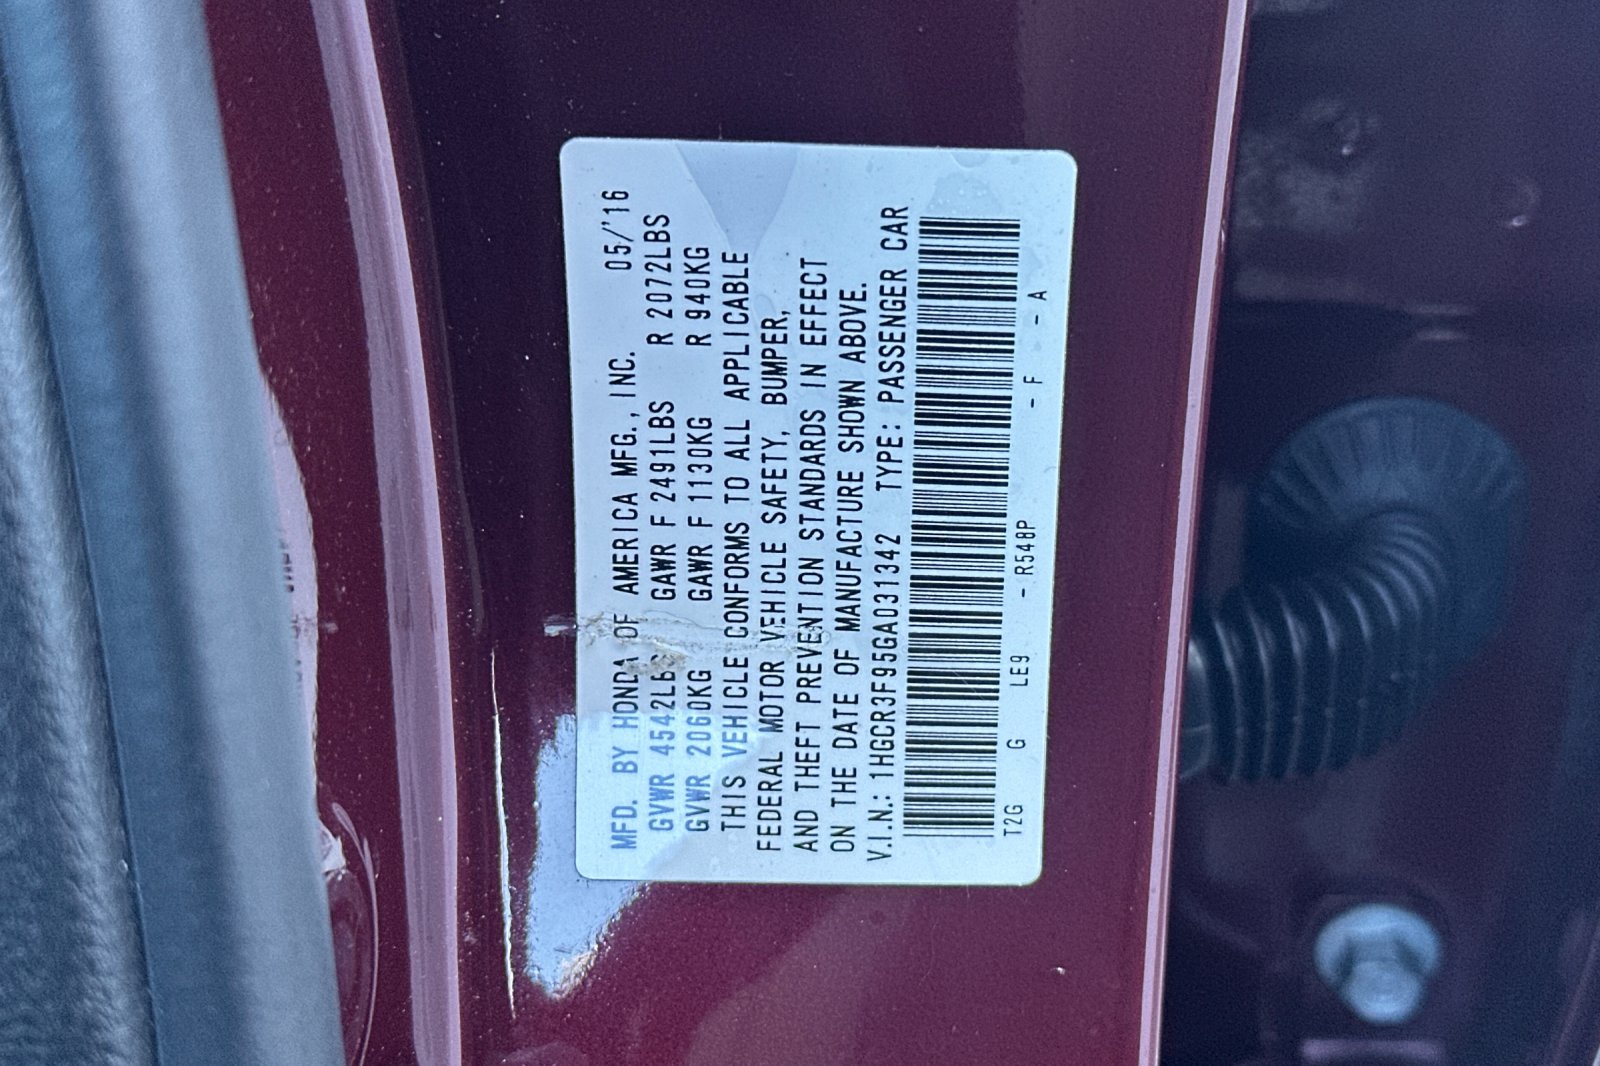 MFD. BY HONDA OF AMERICA MFG., INC. 05/'16
GVWR 4542LBS GAWR F 2491LBS R 2072LBS
GVWR 2060KG GAWR F 1130KG R 940KG
THIS VEHICLE CONFORMS TO ALL APPLICABLE
FEDERAL MOTOR VEHICLE SAFETY, BUMPER,
AND THEFT PREVENTION STANDARDS IN EFFECT
ON THE DATE OF MANUFACTURE SHOWN ABOVE.
V.I.N.: 1HGCR3F95GA031342 TYPE: PASSENGER CAR
T2G G LE9 - R548P - F - A